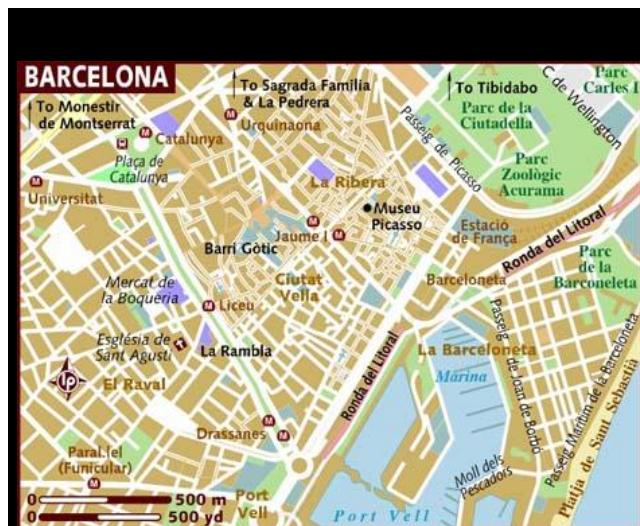 BARCELONA
To Monestir
de Montserrat
To Sagrada Família
& La Pedrera
To Tibidabo
C de Wellington
Parc
Carles I
Parc de la
Ciutadella
M
Catalunya
M
Urquinaona
Passeig de Picasso
Plaça de
Catalunya
Parc
Zoològic
Acurama
M
Universitat
La Ribera
Museu
Picasso
M
Jaume I
M
Estació
de França
Barri Gòtic
Ronda del Litoral
Parc
de la
Barconeleta
Ciutat
Vella
Barceloneta
Mercat de
la Boqueria
M
Liceu
Església de
Sant Agustí
La Rambla
Ronda del Litoral
La Barceloneta
Marina
Passeig de Joan de Borbó
Passeig Marítim de la Barceloneta
Platja de Sant Sebastià
lp
El Raval
Drassanes
M
M
Paral.lel
(Funicular)
M
Moll dels
Pescadors
0
500 m
0
500 yd
Port
Vell
Port Vell